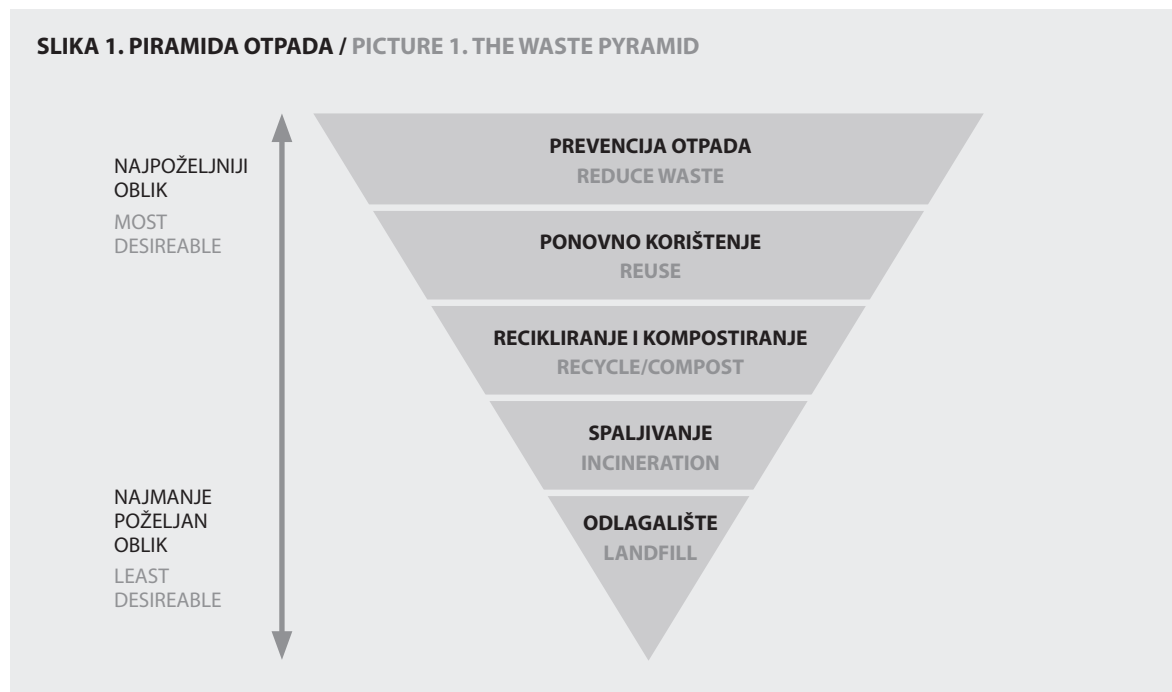 SLIKA 1. PIRAMIDA OTPADA / PICTURE 1. THE WASTE PYRAMID
NAJPOŽELJNIJI
OBLIK
MOST
DESIREABLE
PREVENCIJA OTPADA
REDUCE WASTE
PONOVNO KORIŠTENJE
REUSE
RECIKLIRANJE I KOMPOSTIRANJE
RECYCLE/COMPOST
SPALJIVANJE
INCINERATION
ODLAGALIŠTE
LANDFILL
NAJMANJE
POŽELJAN
OBLIK
LEAST
DESIREABLE